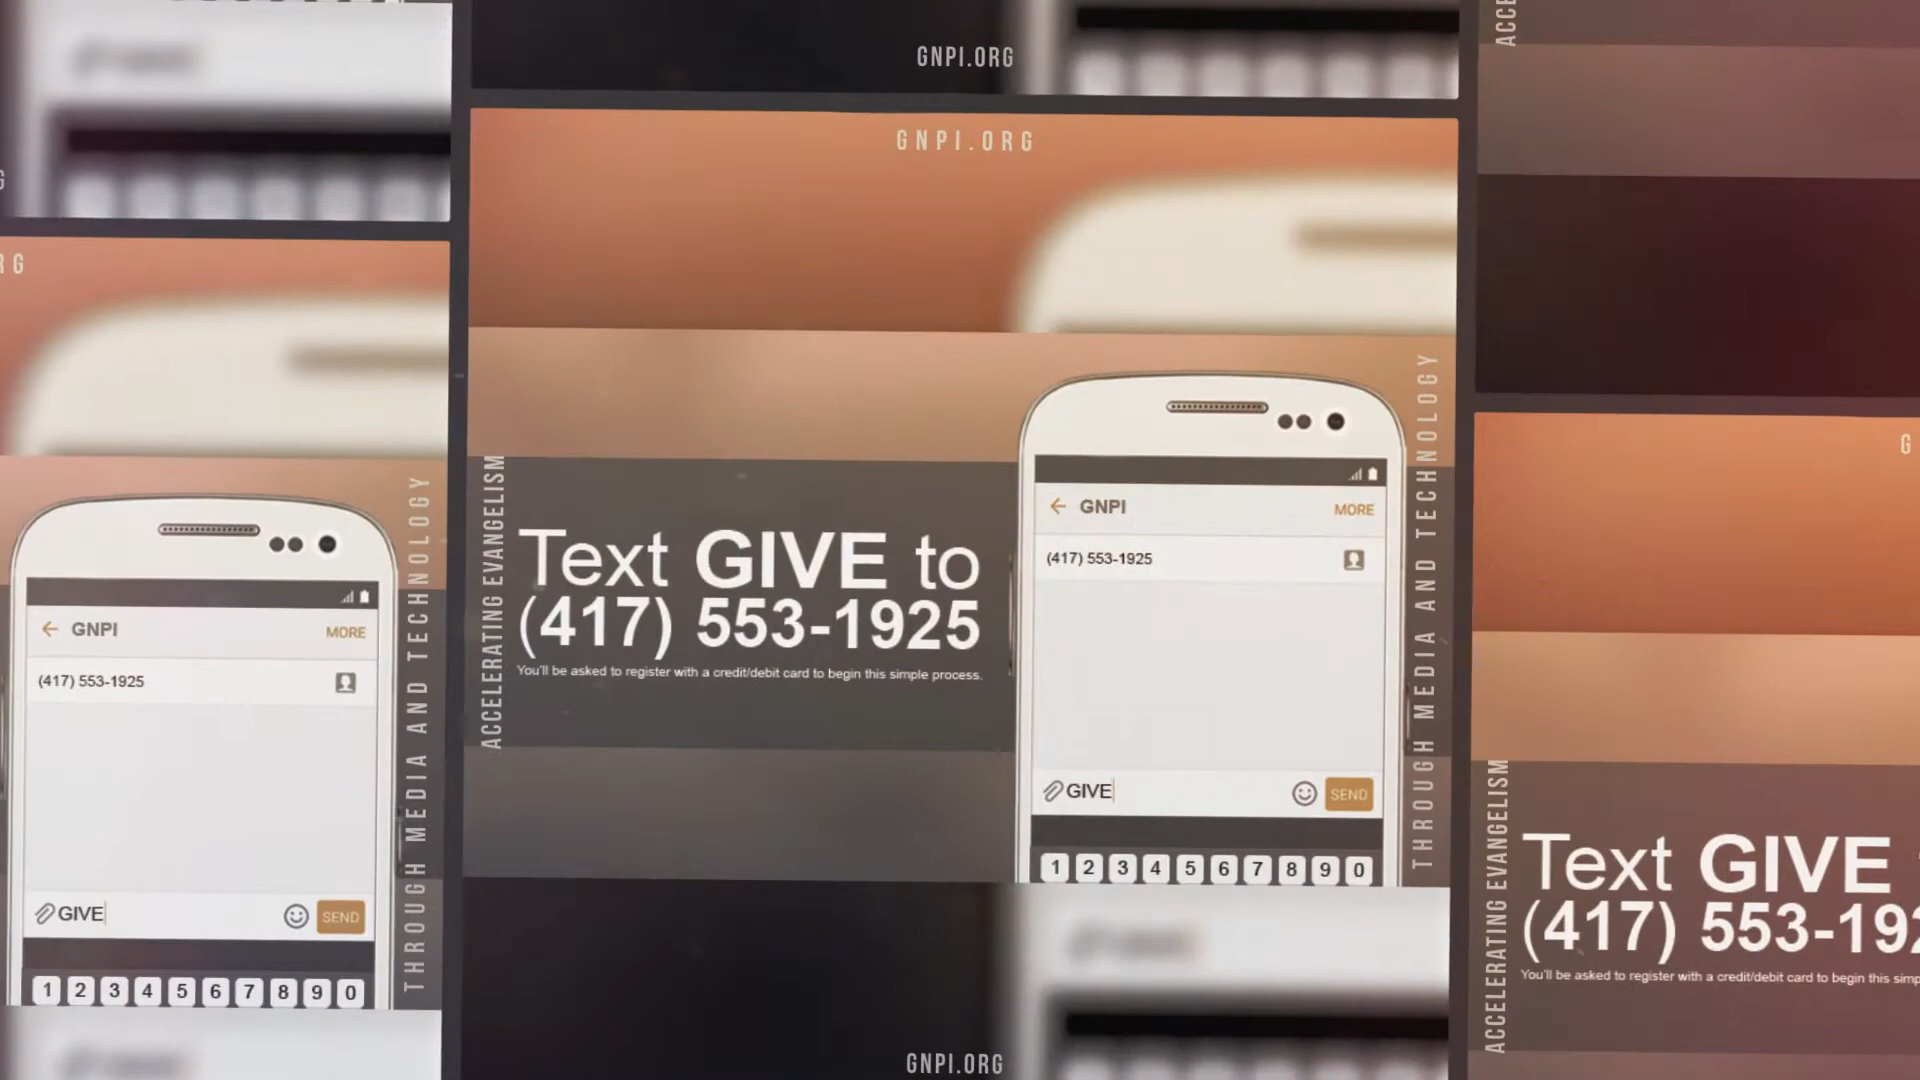 GNPI.ORG
GNPI.ORG
RG
THROUGH MEDIA AND TECHNOLOGY
GNPI
MORE
(417) 553-1925
GIVE
SEND
1 2 3 4 5 6 7 8 9 0
ACCELERATING EVANGELISM
Text GIVE to
(417) 553-1925
You'll be asked to register with a credit/debit card to begin this simple process.
GNPI
MORE
(417) 553-1925
GIVE
SEND
1 2 3 4 5 6 7 8 9 0
THROUGH MEDIA AND TECHNOLOGY
GNPI.ORG
ACCE
G
ACCELERATING EVANGELISM
Text GIVE
(417) 553-192
You'll be asked to register with a credit/debit card to begin this simp